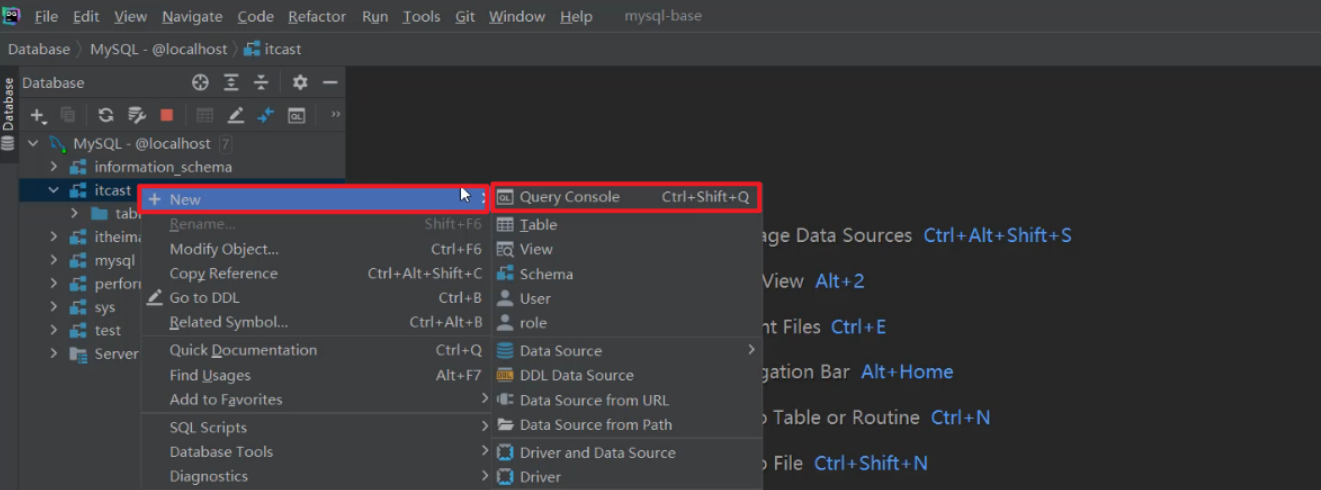 File Edit View Navigate Code Refactor Run Tools Git Window Help mysql-base
Database MySQL - @localhost itcast
Database
Database
MySQL - @localhost 7
information_schema
itcast
tab
itheima
mysql
perfor
sys
test
Server
New
Rename... Shift+F6
Modify Object... Ctrl+F6
Copy Reference Ctrl+Alt+Shift+C
Go to DDL Ctrl+B
Related Symbol... Ctrl+Alt+B
Quick Documentation Ctrl+Q
Find Usages Alt+F7
Add to Favorites
SQL Scripts
Database Tools
Diagnostics
QL Query Console Ctrl+Shift+Q
Table
View
Schema
User
role
Data Source
DDL Data Source
Data Source from URL
Data Source from Path
Driver and Data Source
Driver
age Data Sources Ctrl+Alt+Shift+S
View Alt+2
nt Files Ctrl+E
gation Bar Alt+Home
o Table or Routine Ctrl+N
o File Ctrl+Shift+N